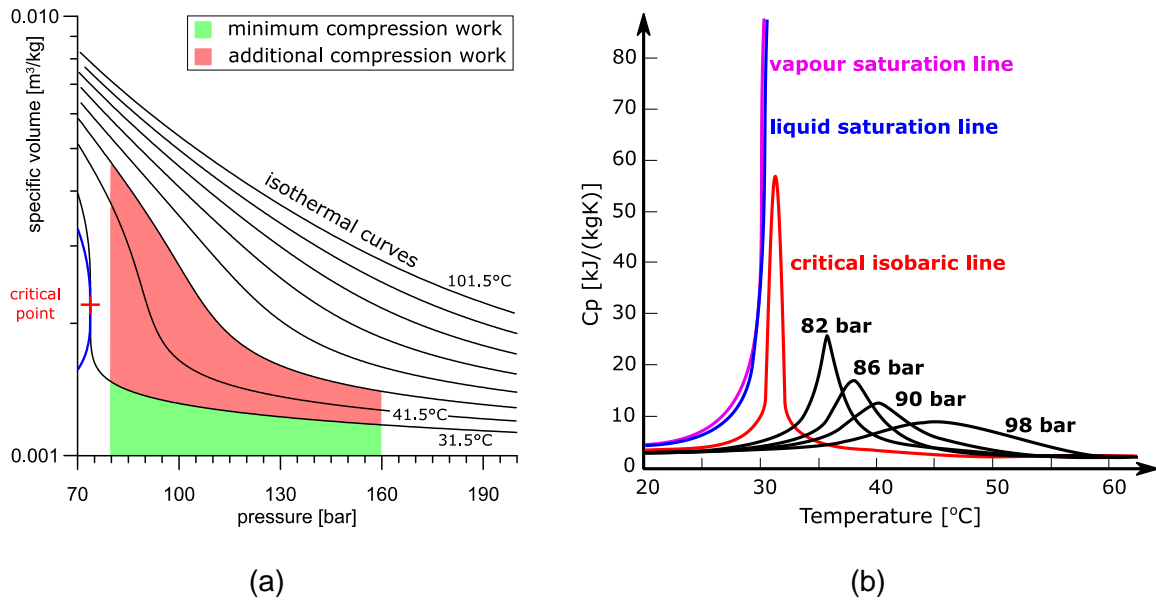 0.010
minimum compression work
additional compression work
specific volume [m³/kg]
isothermal curves
101.5°C
critical
point
41.5°C
31.5°C
0.001
70
100
130
160
190
pressure [bar]
(a)
80
70
60
50
40
30
20
10
0
Cp [kJ/(kgK)]
vapour saturation line
liquid saturation line
critical isobaric line
82 bar
86 bar
90 bar
98 bar
20
30
40
50
60
Temperature [°C]
(b)